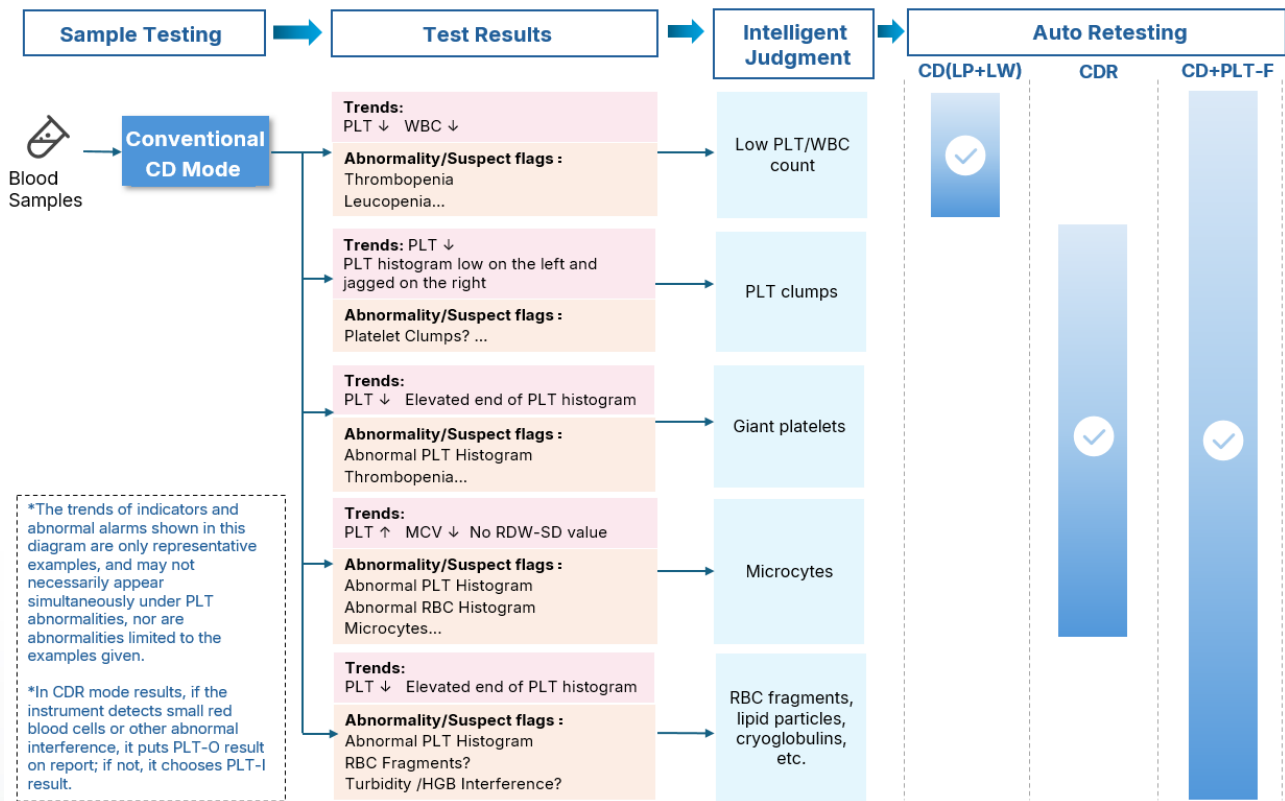 Sample Testing
Test Results
Intelligent
Judgment
Auto Retesting
CD(LP+LW)
CDR
CD+PLT-F
Blood
Samples
Conventional
CD Mode
Trends:
PLT ↓ WBC ↓
Abnormality/Suspect flags :
Thrombopenia
Leucopenia...
Low PLT/WBC
count
Trends: PLT ↓
PLT histogram low on the left and
jagged on the right
Abnormality/Suspect flags :
Platelet Clumps? ...
PLT clumps
Trends:
PLT ↓ Elevated end of PLT histogram
Abnormality/Suspect flags :
Abnormal PLT Histogram
Thrombopenia...
Giant platelets
Trends:
PLT ↑ MCV ↓ No RDW-SD value
Abnormality/Suspect flags :
Abnormal PLT Histogram
Abnormal RBC Histogram
Microcytes...
Microcytes
Trends:
PLT ↓ Elevated end of PLT histogram
Abnormality/Suspect flags :
Abnormal PLT Histogram
RBC Fragments?
Turbidity /HGB Interference?
RBC fragments,
lipid particles,
cryoglobulins,
etc.
*The trends of indicators and
abnormal alarms shown in this
diagram are only representative
examples, and may not
necessarily appear
simultaneously under PLT
abnormalities, nor are
abnormalities limited to the
examples given.
*In CDR mode results, if the
instrument detects small red
blood cells or other abnormal
interference, it puts PLT-O result
on report; if not, it chooses PLT-I
result.